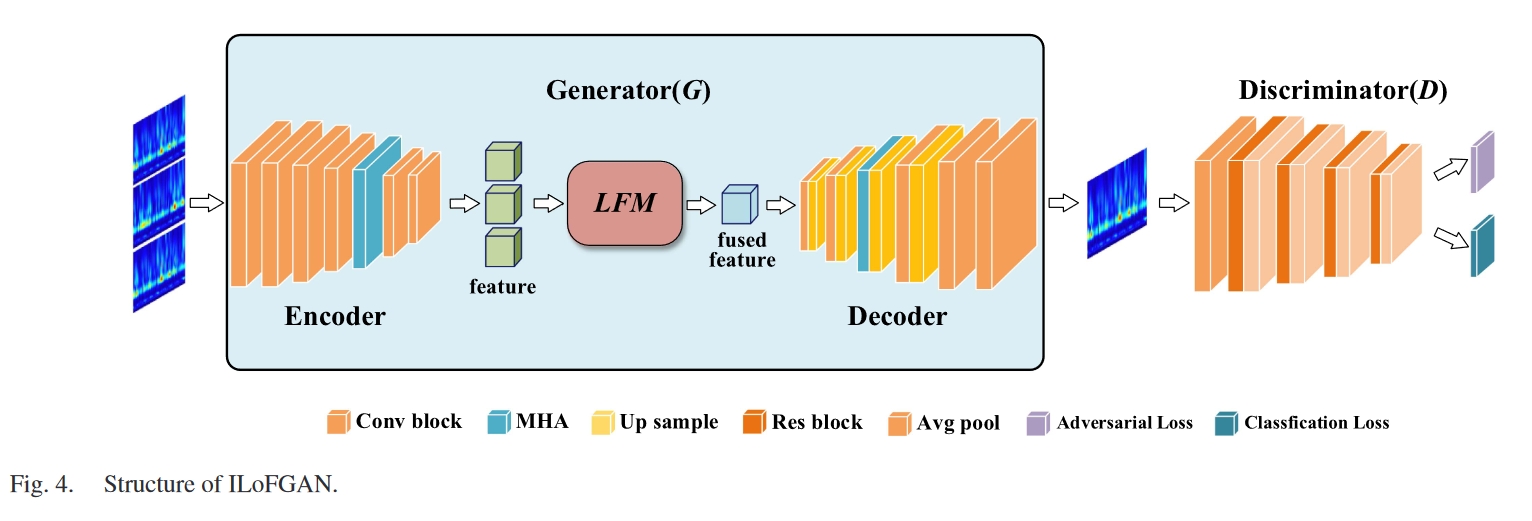 Generator(G)
Discriminator(D)
LFM
fused
feature
feature
Encoder
Decoder
Conv block MHA Up sample Res block Avg pool Adversarial Loss Classfication Loss
Fig. 4. Structure of ILoFGAN.